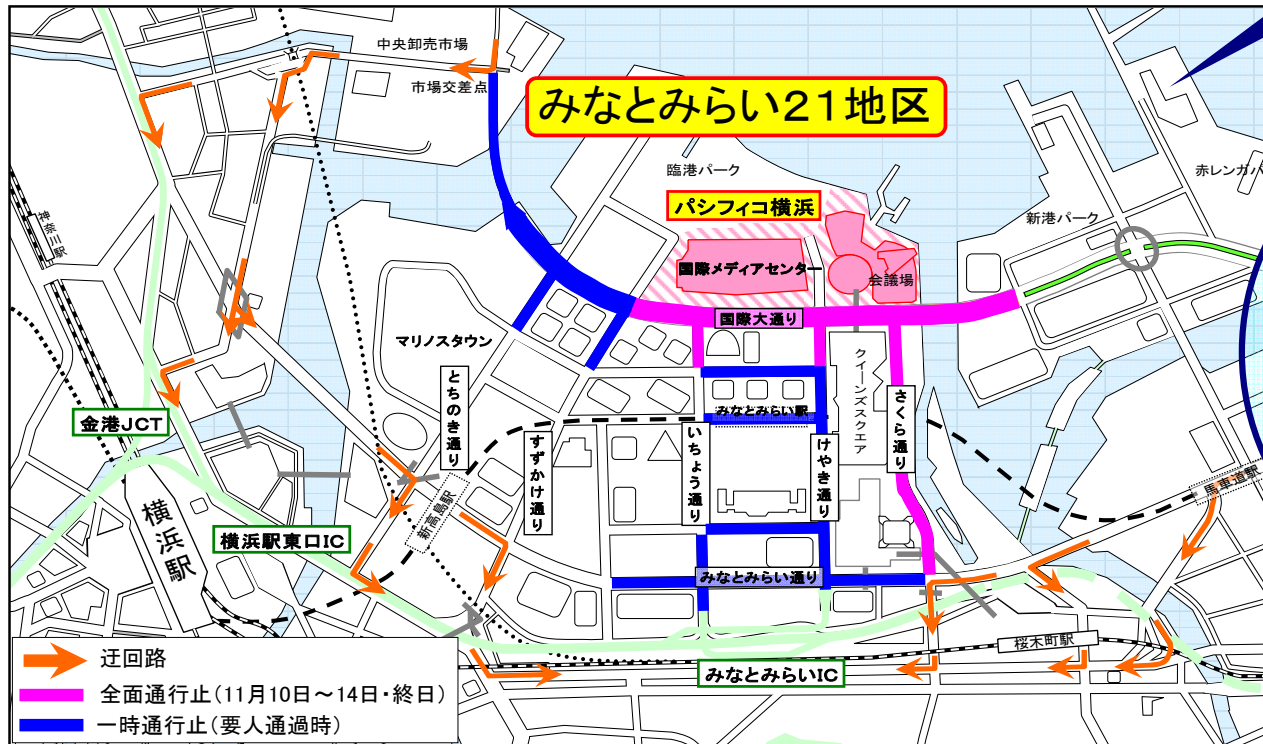 中央卸売市場
市場交差点
みなとみらい21地区
臨港パーク
赤レンガパ
パシフィコ横浜
新港パーク
神奈川駅
国際メディアセンター
会議場
国際大通り
マリノスタウン
クイーンズスクエア
とちのき通り
すずかけ通り
いちょう通り
みなとみらい駅
けやき通り
さくら通り
金港JCT
馬車道駅
新高島駅
横浜駅
横浜駅東口IC
みなとみらい通り
桜木町駅
みなとみらいIC
迂回路
全面通行止(11月10日~14日・終日)
一時通行止(要人通過時)